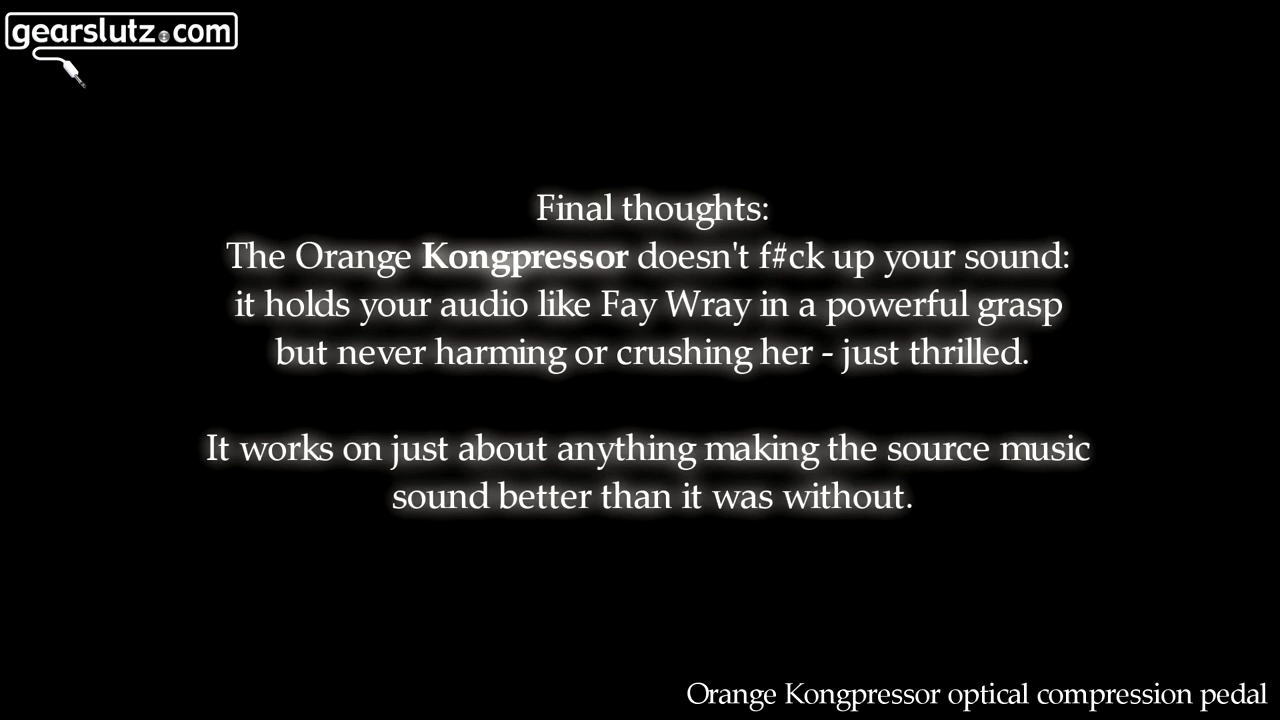 gearslutz.com
Final thoughts:
The Orange Kongpressor doesn't f#ck up your sound:
it holds your audio like Fay Wray in a powerful grasp
but never harming or crushing her - just thrilled.
It works on just about anything making the source music
sound better than it was without.
Orange Kongpressor optical compression pedal